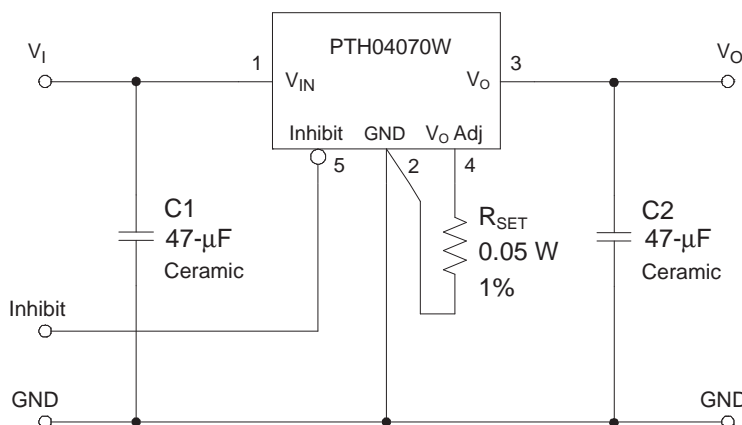 PTH04070W
V_I
1
3
V_O
V_IN
V_O
Inhibit
GND
V_O Adj
5
2
4
C1
47-μF
Ceramic
R_SET
0.05 W
1%
C2
47-μF
Ceramic
Inhibit
GND
GND